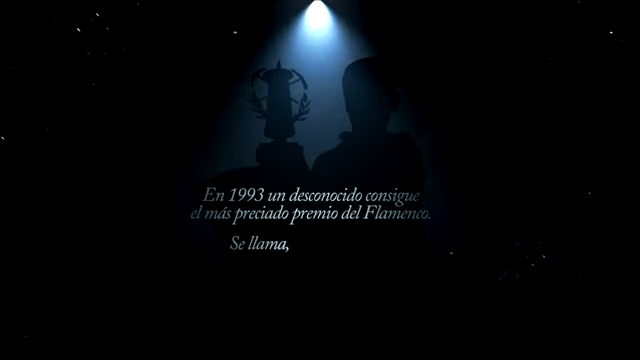 En 1993 un desconocido consigue
el más preciado premio del Flamenco.
Se llama,